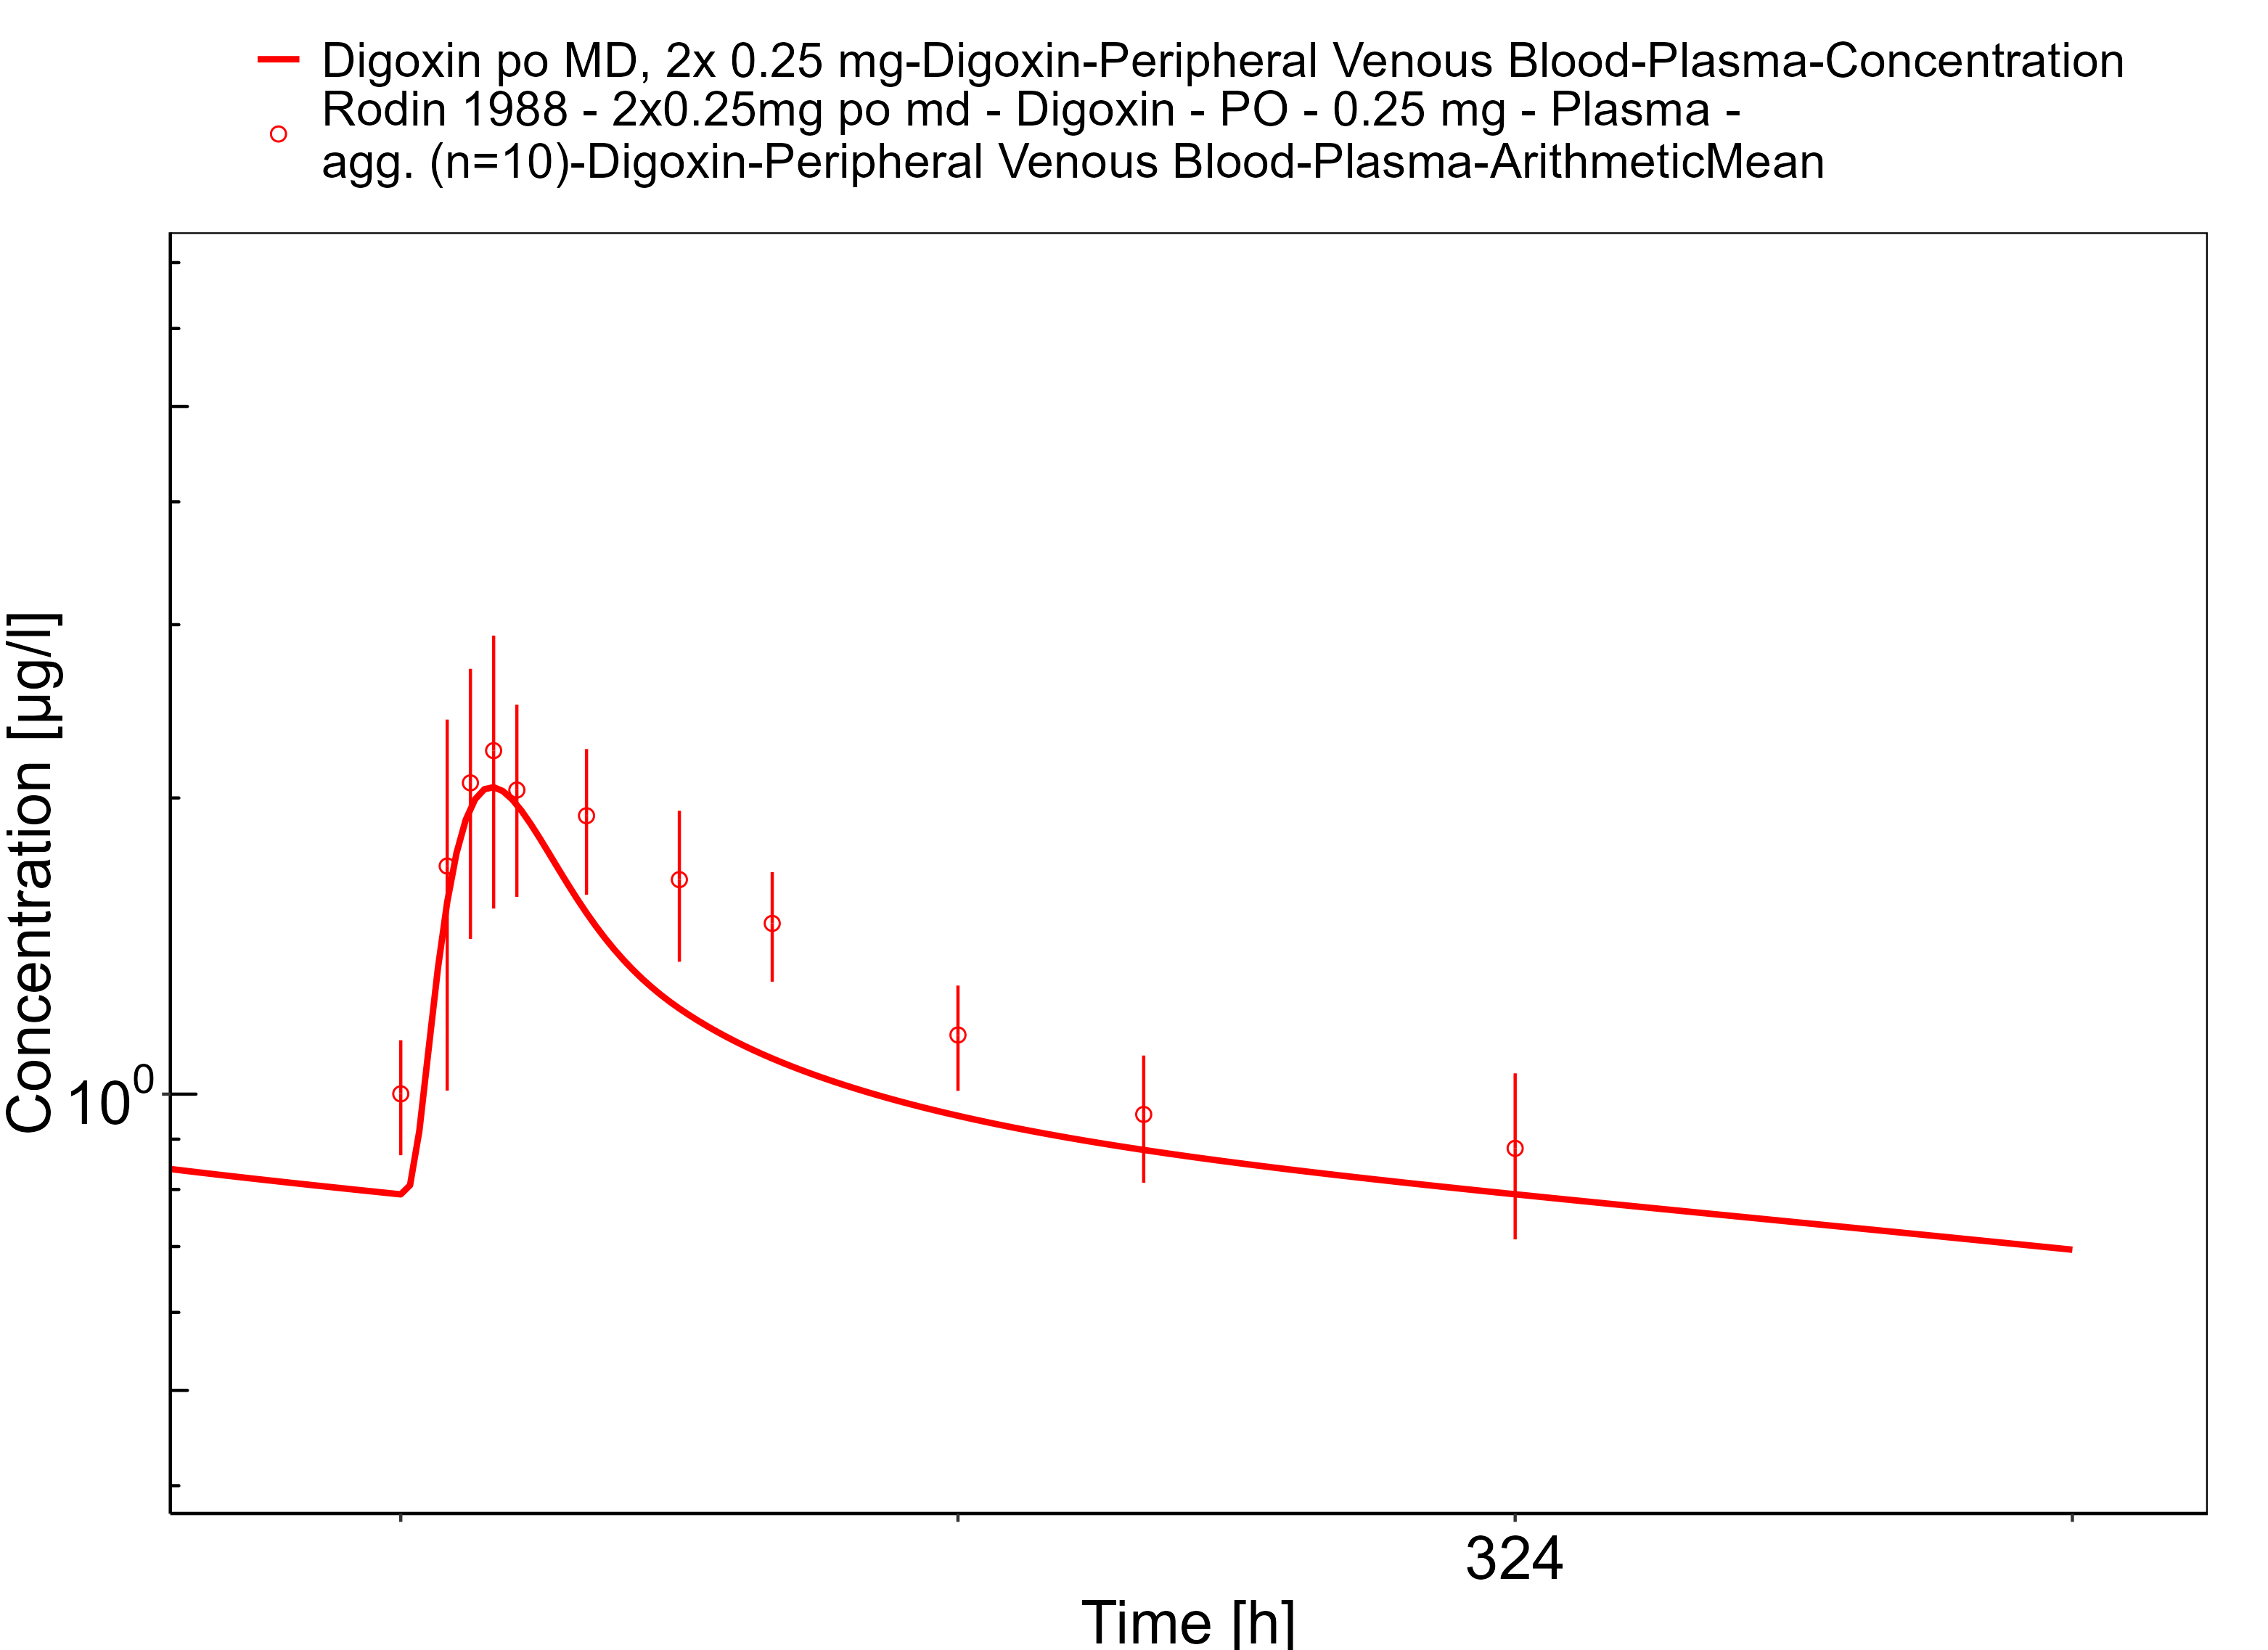 Digoxin po MD, 2x 0.25 mg-Digoxin-Peripheral Venous Blood-Plasma-Concentration
Rodin 1988 - 2x0.25mg po md - Digoxin - PO - 0.25 mg - Plasma -
agg. (n=10)-Digoxin-Peripheral Venous Blood-Plasma-ArithmeticMean
Concentration [µg/l]
10⁰
324
Time [h]